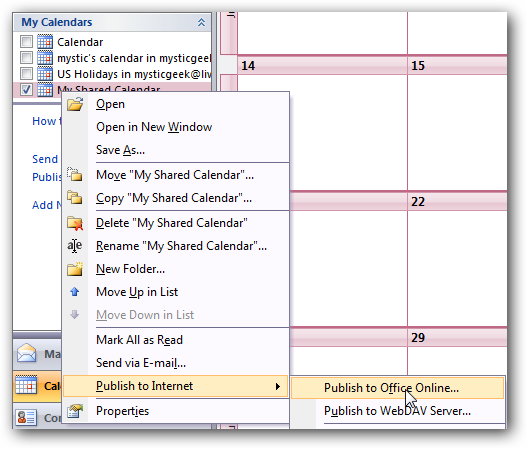 My Calendars
Calendar
mystic's calendar in mysticgeek
US Holidays in mysticgeek@liv
My Shared Calendar
14
15
How
Open
Open in New Window
Save As...
Send
Publis
Move "My Shared Calendar"...
Copy "My Shared Calendar"...
Add N
22
Delete "My Shared Calendar"
Rename "My Shared Calendar"...
New Folder...
Move Up in List
Move Down in List
29
Mark All as Read
Ma
Send via E-mail...
Cale
Publish to Internet
Publish to Office Online...
Con
Properties
Publish to WebDAV Server...